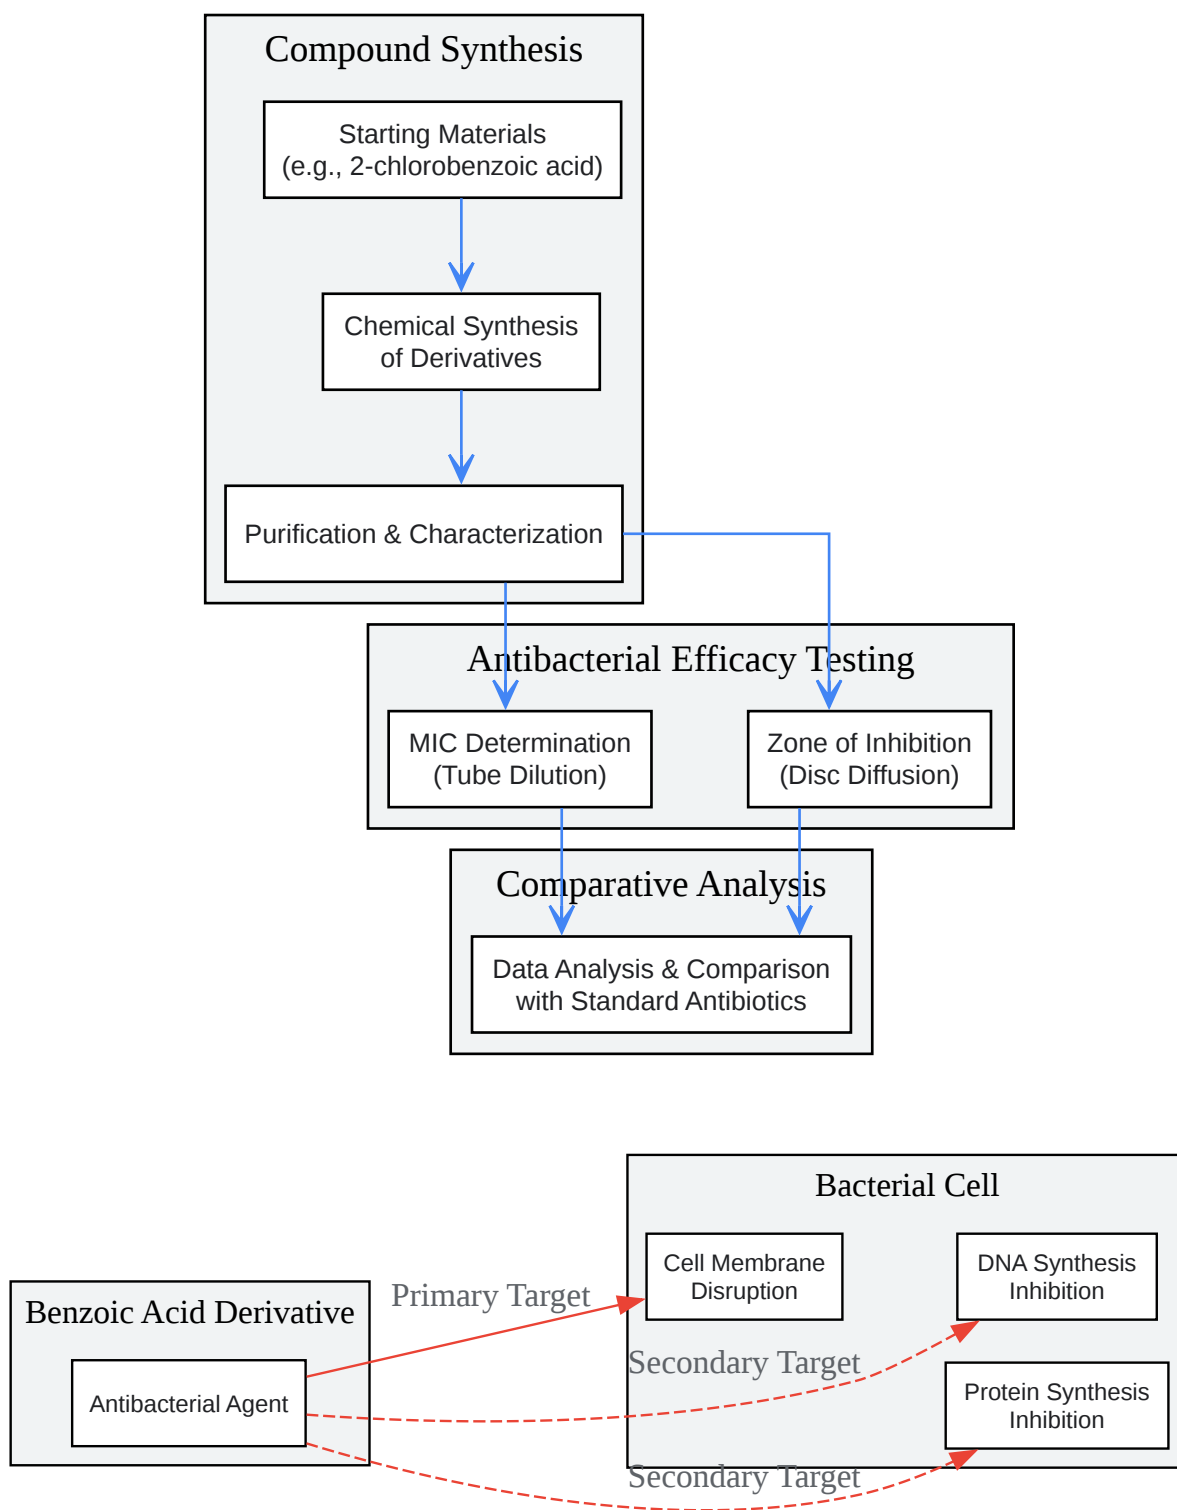 Compound Synthesis
Starting Materials
(e.g., 2-chlorobenzoic acid)
Chemical Synthesis
of Derivatives
Purification & Characterization
Antibacterial Efficacy Testing
MIC Determination
(Tube Dilution)
Zone of Inhibition
(Disc Diffusion)
Comparative Analysis
Data Analysis & Comparison
with Standard Antibiotics
Bacterial Cell
Cell Membrane
Disruption
DNA Synthesis
Inhibition
Benzoic Acid Derivative
Primary Target
Secondary Target
Antibacterial Agent
Protein Synthesis
Inhibition
Secondary Target